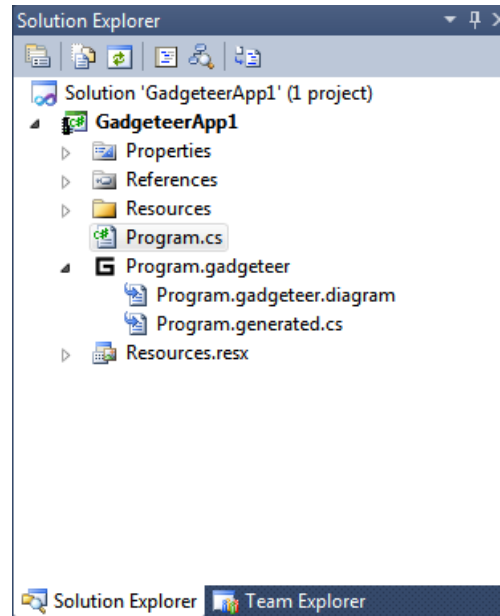 Solution Explorer
Solution 'GadgeteerApp1' (1 project)
GadgeteerApp1
Properties
References
Resources
Program.cs
Program.gadgeteer
Program.gadgeteer.diagram
Program.generated.cs
Resources.resx
Solution Explorer Team Explorer